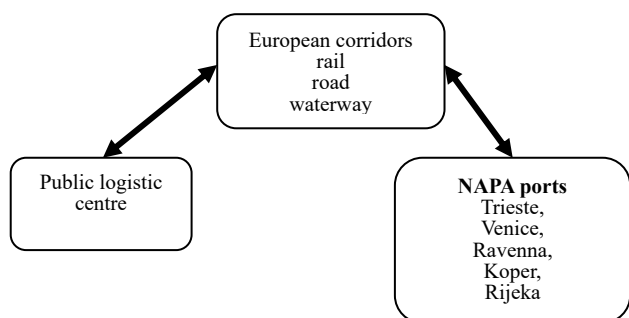 European corridors
rail
road
waterway
Public logistic
centre
NAPA ports
Trieste,
Venice,
Ravenna,
Koper,
Rijeka